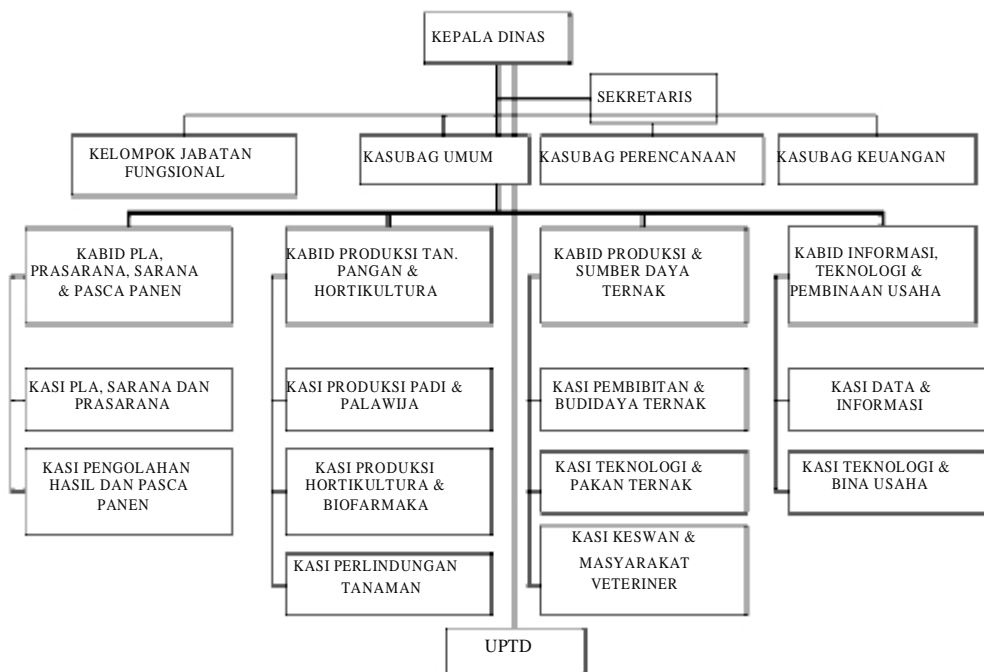 KEPALA DINAS
SEKRETARIS
KELOMPOK JABATAN
FUNGSIONAL
KASUBAG UMUM
KASUBAG PERENCANAAN
KASUBAG KEUANGAN
KABID PLA,
PRASARANA, SARANA
& PASCA PANEN
KABID PRODUKSI TAN.
PANGAN &
HORTIKULTURA
KABID PRODUKSI &
SUMBER DAYA
TERNAK
KABID INFORMASI,
TEKNOLOGI &
PEMBINAAN USAHA
KASI PLA, SARANA DAN
PRASARANA
KASI PRODUKSI PADI &
PALAWIJA
KASI PEMBIBITAN &
BUDIDAYA TERNAK
KASI DATA &
INFORMASI
KASI PENGOLAHAN
HASIL DAN PASCA
PANEN
KASI PRODUKSI
HORTIKULTURA &
BIOFARMAKA
KASI TEKNOLOGI &
PAKAN TERNAK
KASI TEKNOLOGI &
BINA USAHA
KASI PERLINDUNGAN
TANAMAN
KASI KESWAN &
MASYARAKAT
VETERINER
UPTD